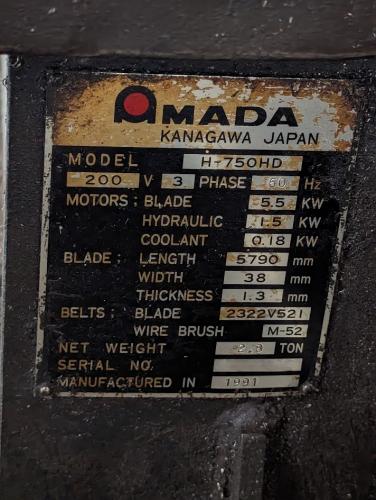 AMADA
KANAGAWA JAPAN
MODEL H-750HD
200 V 3 PHASE 60 Hz
MOTORS: BLADE 5.5 KW
HYDRAULIC 1.5 KW
COOLANT 0.18 KW
BLADE: LENGTH 5790 mm
WIDTH 38 mm
THICKNESS 1.3 mm
BELTS: BLADE 2322V521
WIRE BRUSH M-52
NET WEIGHT TON
SERIAL NO.
MANUFACTURED IN 1991